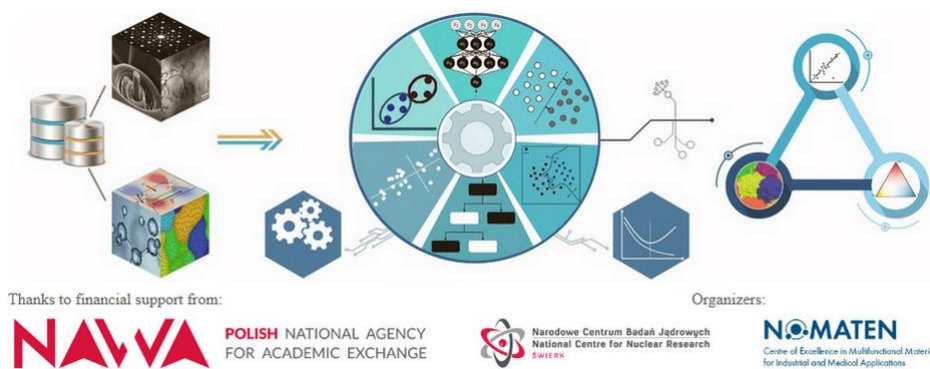 Thanks to financial support from:
Organizers:
NAWA
POLISH NATIONAL AGENCY
FOR ACADEMIC EXCHANGE
Narodowe Centrum Badań Jądrowych
National Centre for Nuclear Research
ŚWIERK
NOMATEN
Centre of Excellence in Multifunctional Materi
for Industrial and Medical Applications